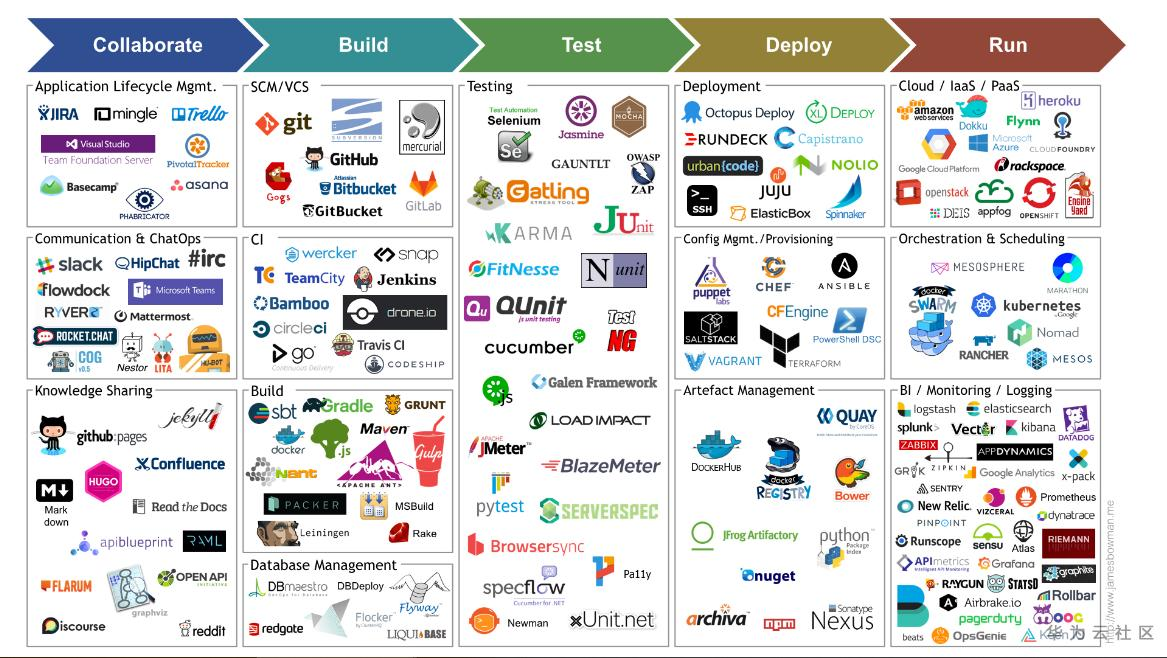 Collaborate
Build
Test
Deploy
Run
Application Lifecycle Mgmt.
JIRA
mingle
Trello
Visual Studio
Team Foundation Server
PivotalTracker
Basecamp
asana
PHABRICATOR
Communication & ChatOps
slack
HipChat
#irc
flowdock
Microsoft Teams
RYVER
Mattermost
ROCKET.CHAT
COG
v0.5
Nestor
LITA
HU-BOT
Knowledge Sharing
github:pages
jekyll
Confluence
HUGO
M
Mark
down
Read the Docs
apiblueprint
RAML
FLARUM
graphviz
OPEN API
INITIATIVE
Discourse
reddit
SCM/VCS
git
SUBVERSION
mercurial
GitHub
Gogs
Atlassian
Bitbucket
GitLab
GitBucket
CI
wercker
snap
TC TeamCity
Jenkins
Bamboo
drone.io
circleci
go
Continuous Delivery
Travis CI
CODESHIP
Build
sbt
Gradle
GRUNT
docker
.js
Maven
Gulp
Nant
APACHE ANT
PACKER
MSBuild
Leiningen
Rake
Database Management
DBmaestro
DevOps for Database
DBDeploy
Flyway
Flocker
redgate
LIQUIBASE
Testing
Test Automation
Selenium
Se
Jasmine
MOCHA
GAUNTLT
OWASP
ZAP
Gatling
STRESS TOOL
KARMA
JUnit
FitNesse
N unit
Qu QUnit
js unit testing
Test
NG
cucumber
JS
Galen Framework
LOAD IMPACT
APACHE
JMeter
BlazeMeter
pytest
SERVERSPEC
Browsersync
specflow
Cucumber for .NET
Pa11y
Newman
xUnit.net
Deployment
Octopus Deploy
XL DEPLOY
RUNDECK
Capistrano
urban{code}
NOLIO
>_
SSH
JUJU
ElasticBox
Spinnaker
Config Mgmt./Provisioning
puppet
labs
CHEF
ANSIBLE
CFEngine
SALTSTACK
PowerShell DSC
VAGRANT
TERRAFORM
Artefact Management
QUAY
by CoreOS
DOCKERHUB
docker
REGISTRY
Bower
JFrog Artifactory
python
Package
Index
nuget
archiva
npm
Sonatype
Nexus
Cloud / IaaS / PaaS
amazon
web services
Dokku
heroku
Flynn
Microsoft
Azure
CLOUDFOUNDRY
Google Cloud Platform
rackspace
openstack
appfog
OPENSHIFT
Engine
Yard
DEIS
Orchestration & Scheduling
MESOSPHERE
MARATHON
docker
SWARM
kubernetes
by Google
RANCHER
Nomad
MESOS
BI / Monitoring / Logging
logstash
elasticsearch
DATADOG
splunk>
Vector
kibana
ZABBIX
APPDYNAMICS
GROK
ZIPKIN
Google Analytics
x-pack
SENTRY
New Relic.
VIZCERAL
Prometheus
PINPOINT
dynatrace
Runscope
sensu
Atlas
RIEMANN
APImetrics
Intelligent API Monitoring
Grafana
graphite
RAYGUN
STATSD
Rollbar
Airbrake.io
pagerduty
MOOG
beats
OpsGenie
http://www.jamesbowman.me
华为云社区